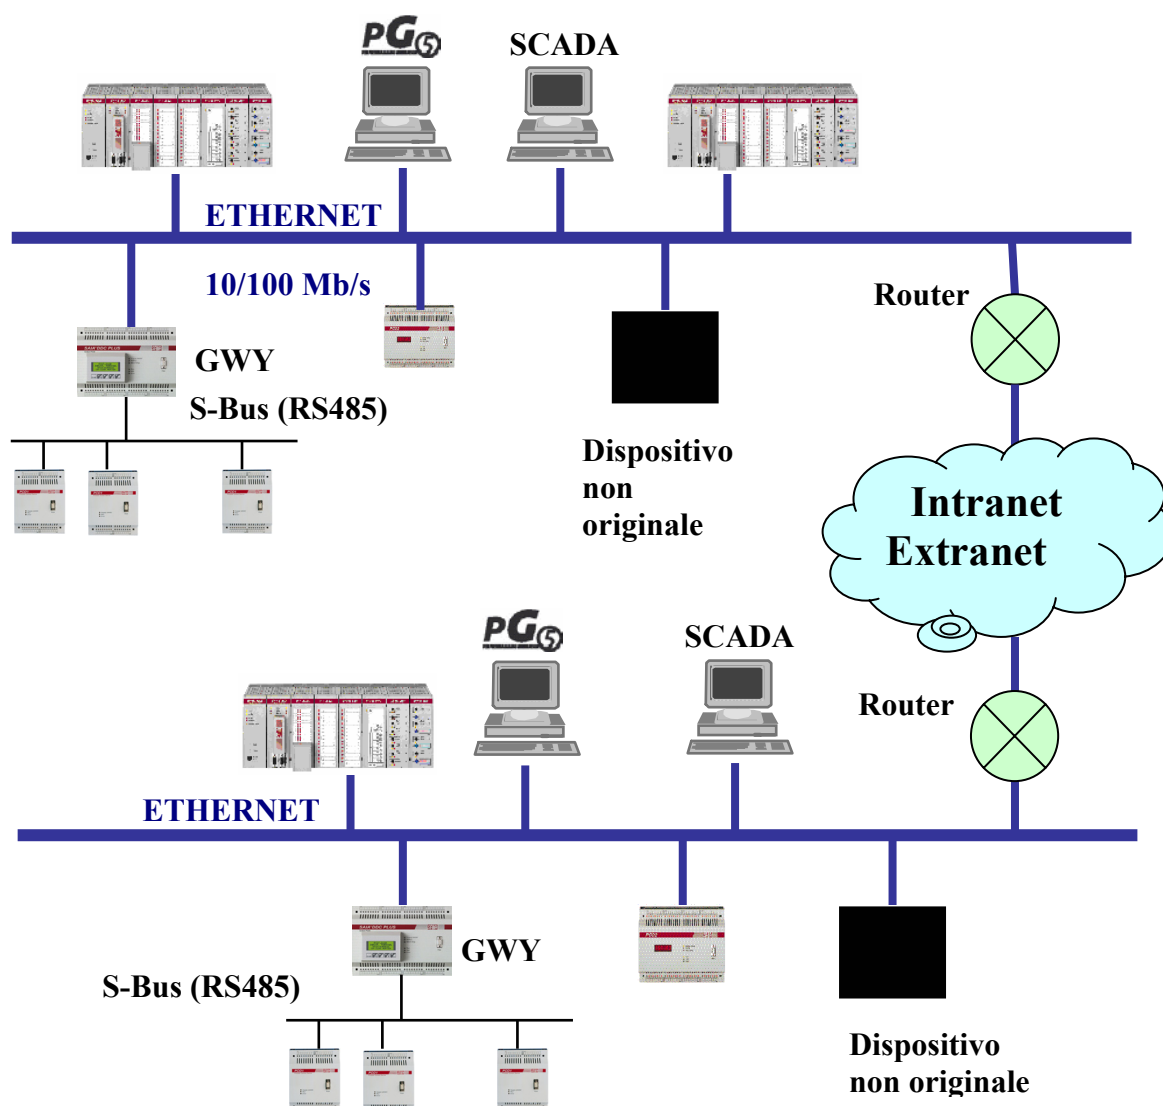 PG5
SCADA
ETHERNET
10/100 Mb/s
Router
GWY
S-Bus (RS485)
Dispositivo
non
originale
Intranet
Extranet
PG5
SCADA
Router
ETHERNET
GWY
S-Bus (RS485)
Dispositivo
non originale